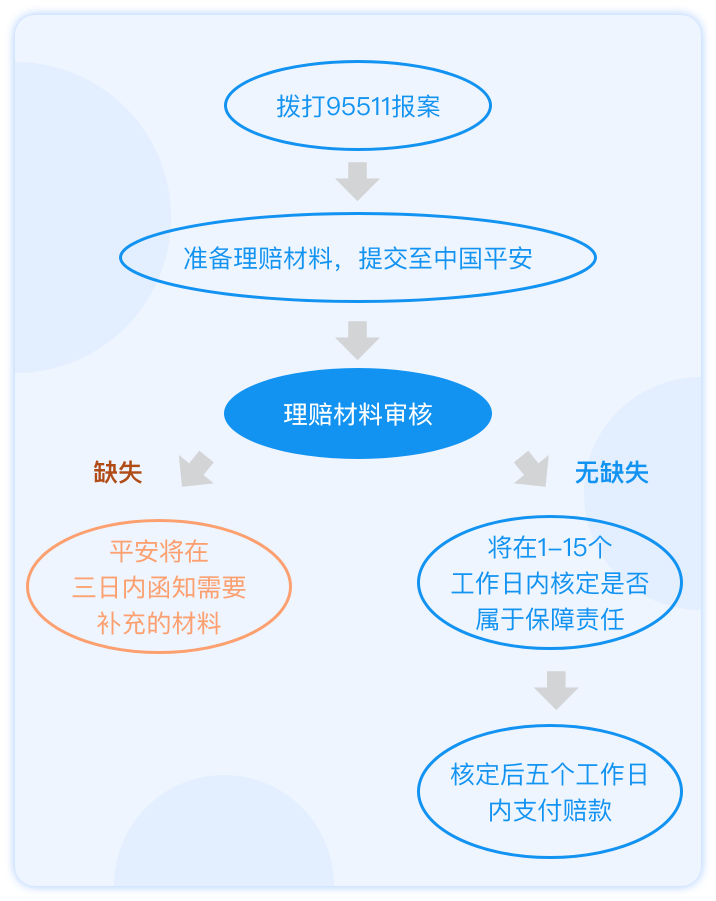 拨打95511报案
准备理赔材料，提交至中国平安
理赔材料审核
缺失
无缺失
平安将在
三日内函知需要
补充的材料
将在1-15个
工作日内核定是否
属于保障责任
核定后五个工作日
内支付赔款